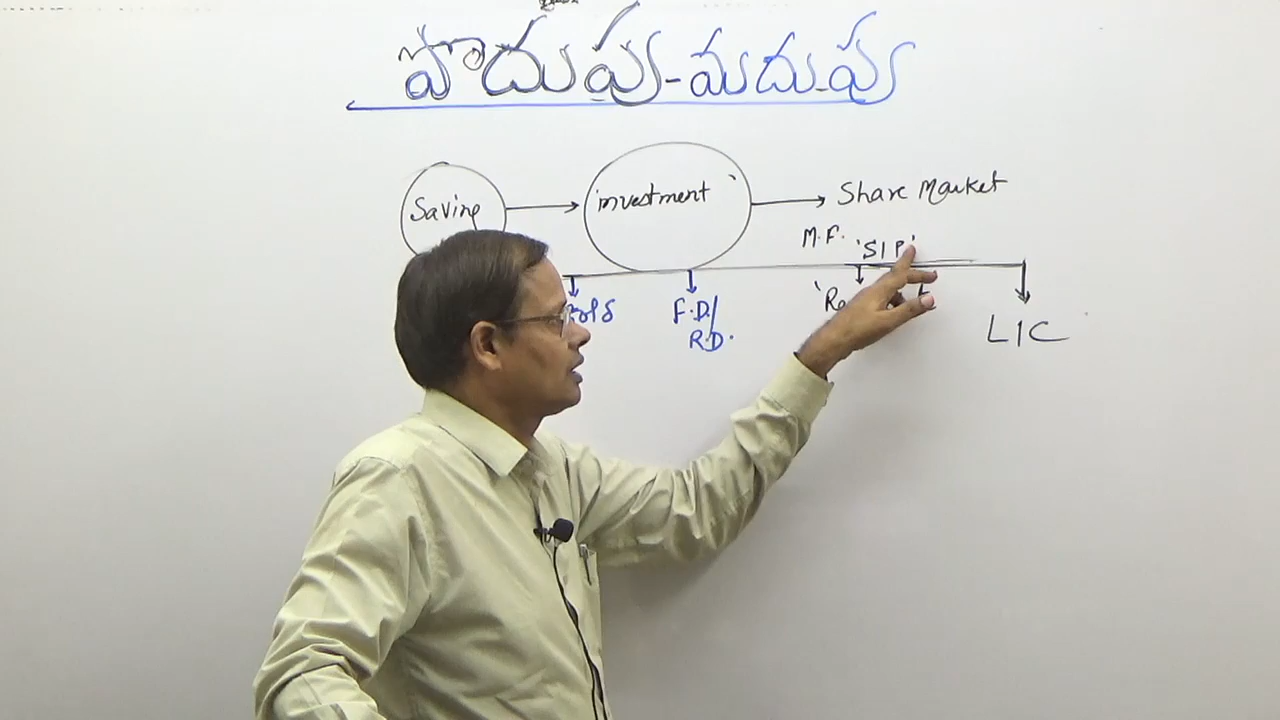 పొదుపు-మదుపు
Saving
investment
Share Market
M.F. 'SIP'
F.D./
R.D.
LIC